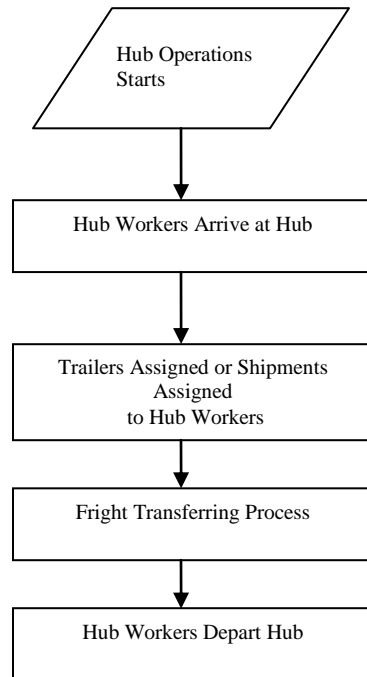 Hub Operations
Starts
Hub Workers Arrive at Hub
Trailers Assigned or Shipments
Assigned
to Hub Workers
Fright Transferring Process
Hub Workers Depart Hub